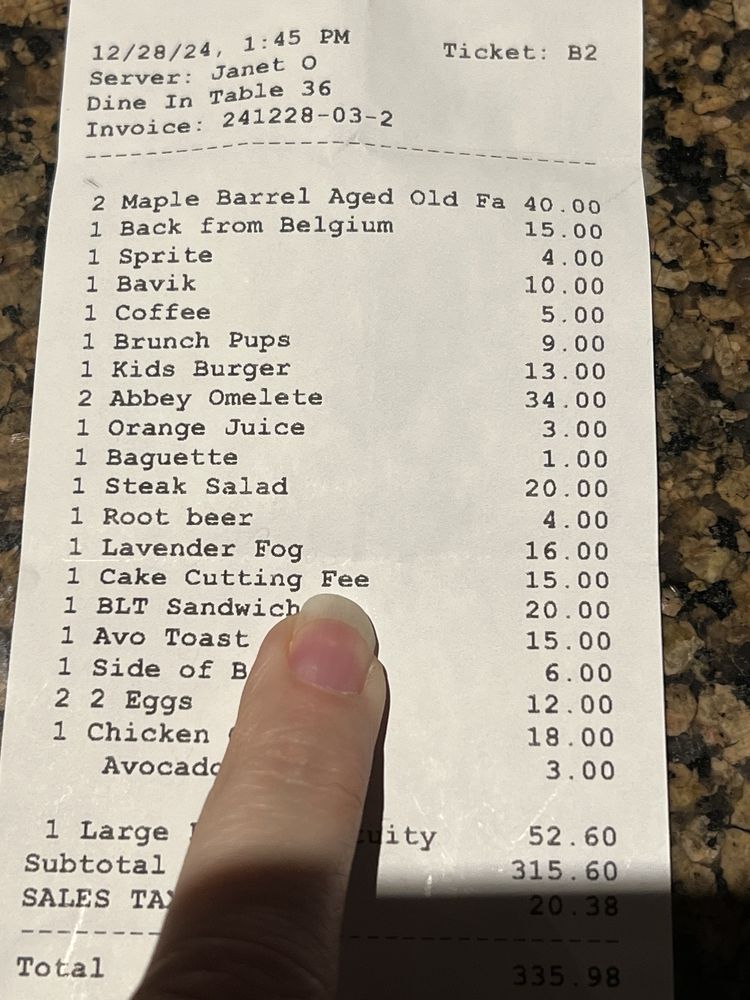 12/28/24, 1:45 PM Ticket: B2
Server: Janet O
Dine In Table 36
Invoice: 241228-03-2
2 Maple Barrel Aged Old Fa 40.00
1 Back from Belgium 15.00
1 Sprite 4.00
1 Bavik 10.00
1 Coffee 5.00
1 Brunch Pups 9.00
1 Kids Burger 13.00
2 Abbey Omelete 34.00
1 Orange Juice 3.00
1 Baguette 1.00
1 Steak Salad 20.00
1 Root beer 4.00
1 Lavender Fog 16.00
1 Cake Cutting Fee 15.00
1 BLT Sandwich 20.00
1 Avo Toast 15.00
1 Side of 6.00
2 2 Eggs 12.00
1 Chicken 18.00
Avocado 3.00
1 Large 52.60
Subtotal 315.60
SALES TAX 20.38
Total 335.98